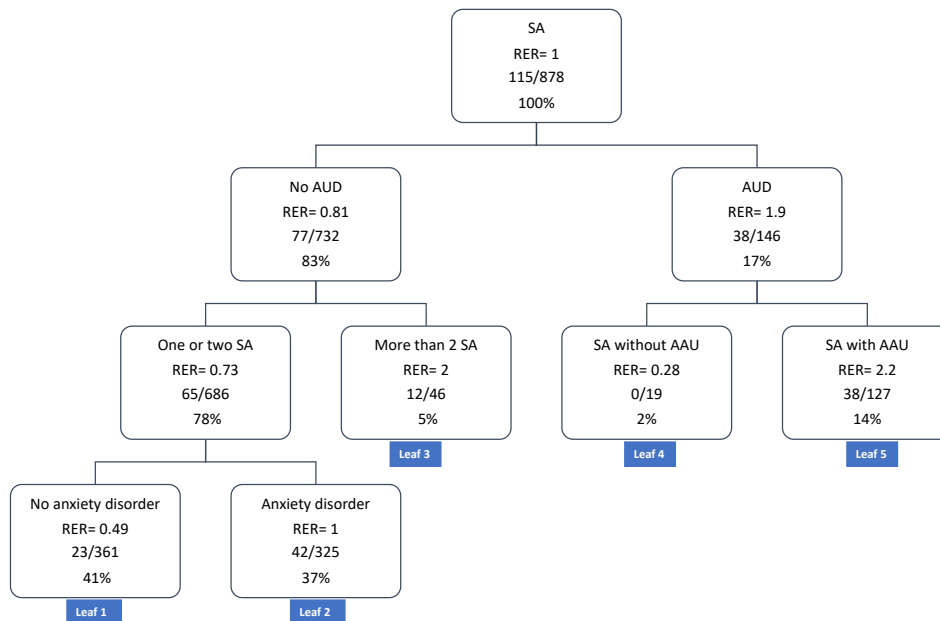 SA
RER= 1
115/878
100%
No AUD
RER= 0.81
77/732
83%
AUD
RER= 1.9
38/146
17%
One or two SA
RER= 0.73
65/686
78%
More than 2 SA
RER= 2
12/46
5%
Leaf 3
SA without AAU
RER= 0.28
0/19
2%
Leaf 4
SA with AAU
RER= 2.2
38/127
14%
Leaf 5
No anxiety disorder
RER= 0.49
23/361
41%
Leaf 1
Anxiety disorder
RER= 1
42/325
37%
Leaf 2